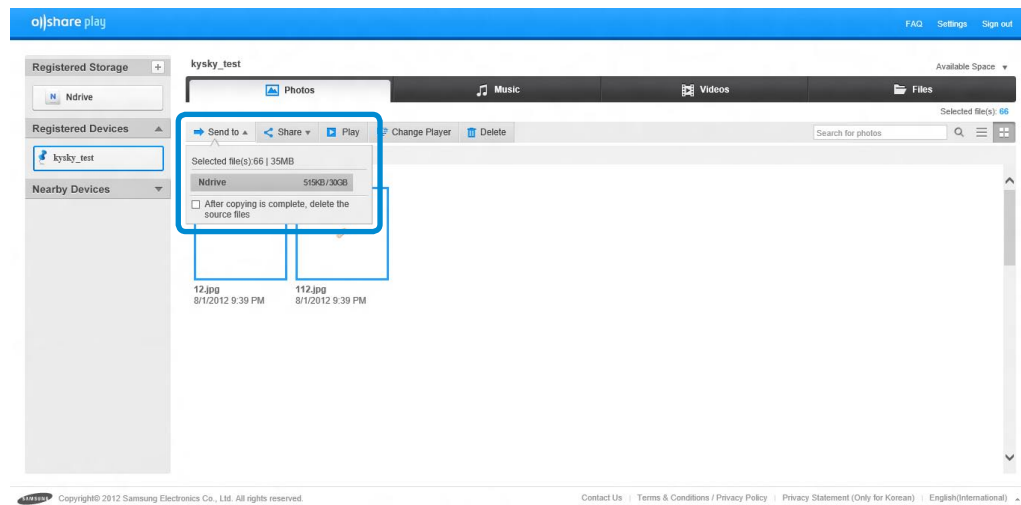 allshare play
FAQ Settings Sign out
Registered Storage +
kysky_test
Available Space
N Ndrive
Photos Music Videos Files
Selected file(s): 66
Registered Devices
Send to Share Play Change Player Delete
Search for photos
kysky_test
Selected file(s):66 | 35MB
Nearby Devices
Ndrive 515KB/30GB
After copying is complete, delete the
source files
12.jpg 112.jpg
8/1/2012 9:39 PM 8/1/2012 9:39 PM
SAMSUNG Copyright© 2012 Samsung Electronics Co., Ltd. All rights reserved. Contact Us | Terms & Conditions / Privacy Policy | Privacy Statement (Only for Korean) | English(International)